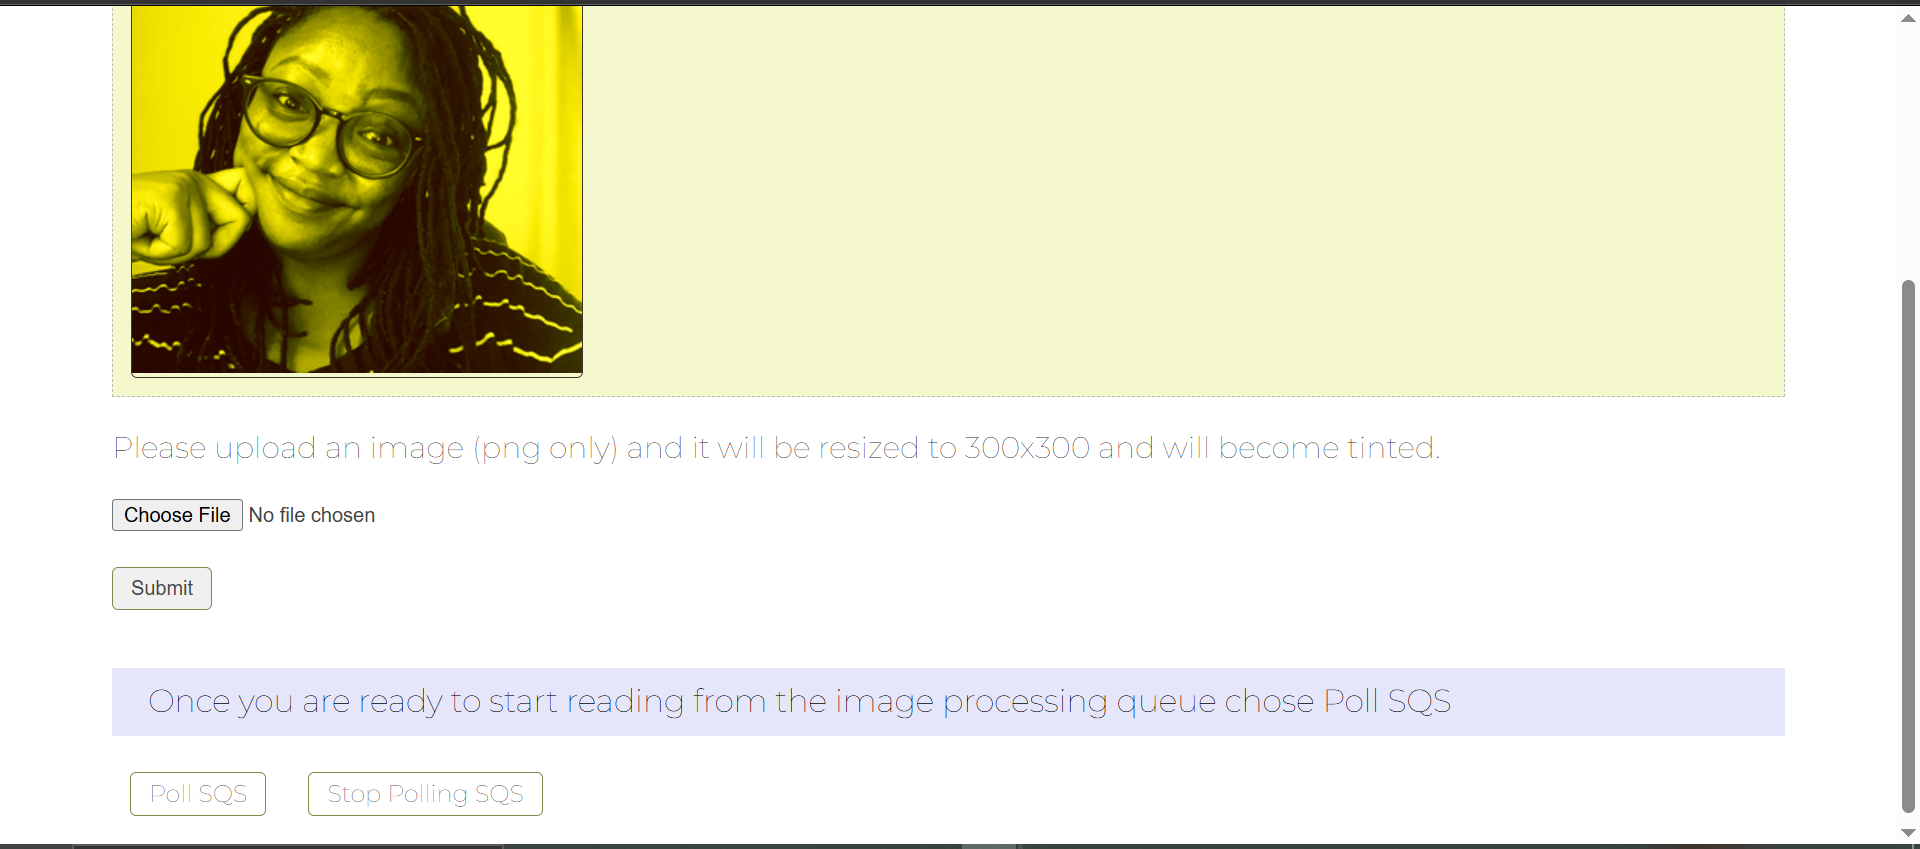 Please upload an image (png only) and it will be resized to 300x300 and will become tinted.
Choose File No file chosen
Submit
Once you are ready to start reading from the image processing queue chose Poll SQS
Poll SQS Stop Polling SQS